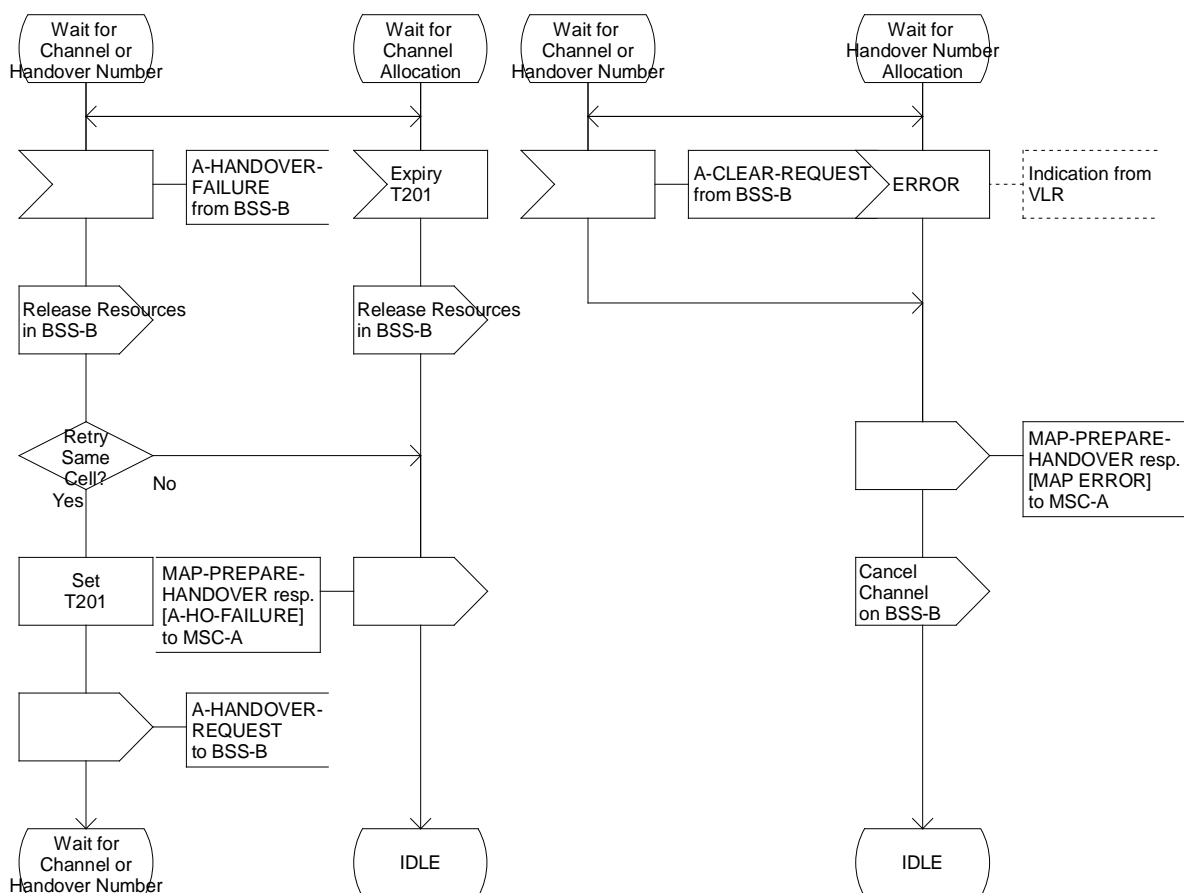 Wait for
Channel or
Handover Number
Wait for
Channel
Allocation
Wait for
Channel or
Handover Number
Wait for
Handover Number
Allocation
A-HANDOVER-
FAILURE
from BSS-B
Expiry
T201
A-CLEAR-REQUEST
from BSS-B
ERROR
Indication from
VLR
Release Resources
in BSS-B
Release Resources
in BSS-B
Retry
Same
Cell?
Yes
No
MAP-PREPARE-
HANDOVER resp.
[MAP ERROR]
to MSC-A
Set
T201
MAP-PREPARE-
HANDOVER resp.
[A-HO-FAILURE]
to MSC-A
Cancel
Channel
on BSS-B
A-HANDOVER-
REQUEST
to BSS-B
Wait for
Channel or
Handover Number
IDLE
IDLE